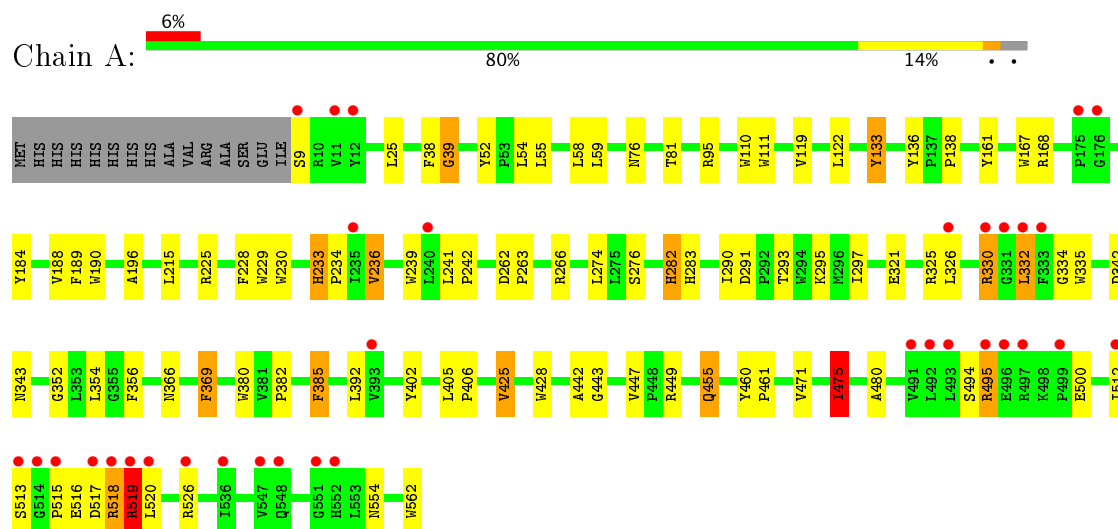 6%
Chain A:
80%
14%
MET HIS HIS HIS HIS HIS HIS HIS ALA VAL ARG ALA SER GLU ILE S9 R10 Y11 Y12 L25 F38 G39 Y52 P53 L54 L55 L58 L59 N76 T81 R95 W110 W111 V119 L122 Y133 Y136 P137 P138 Y161 W167 R168 P175 G176
Y184 V188 F189 W190 A196 L215 R225 F228 W229 W230 H233 P234 I235 V236 W239 L240 L241 P242 D262 P263 R266 L274 L275 S276 H282 H283 I290 D291 P292 T293 W294 K295 M296 I297 E321 R325 L326 R330 G331 L332 F333 G334 W335
N343 G352 L353 L354 G355 F356 N366 F369 W380 V381 P382 F385 L392 V393 Y402 L405 P406 V425 W428 A442 G443 V447 P448 R449 Q455 Y460 P461 V471 I475 A480 V491 L492 L493 S494 R495 E496 R497 K498 P499 E500
S513 G514 P515 E516 D517 R518 R519 L520 R526 I536 V547 Q548 G551 H552 L553 N554 W562